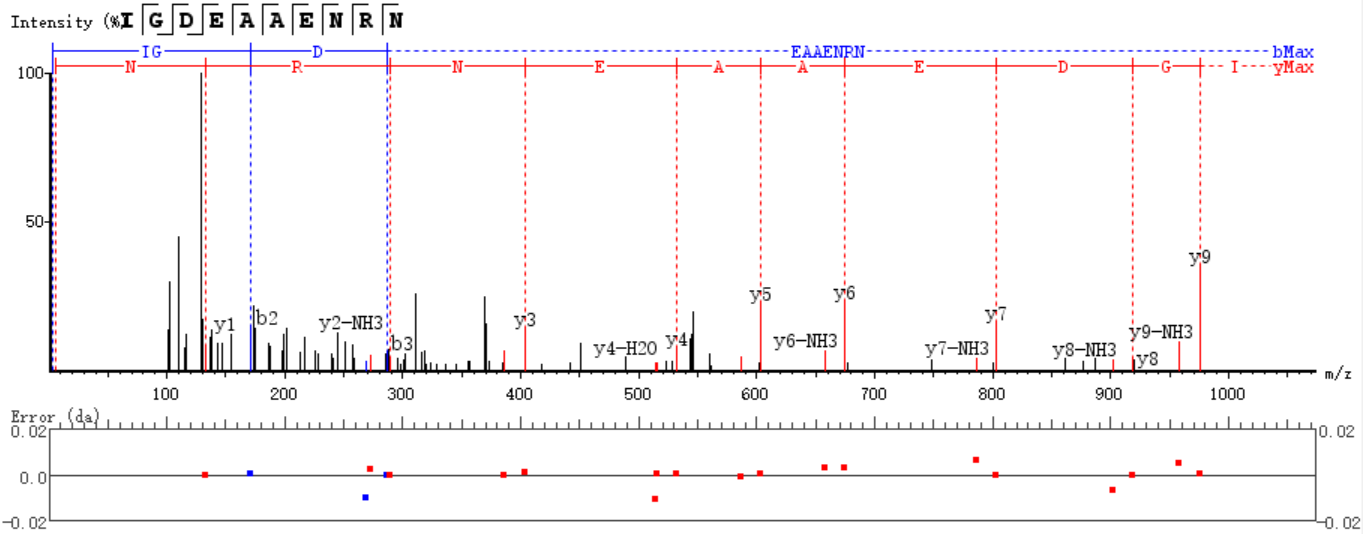 Intensity (% I G D E A A E N R N
IG D EAAENRN bMax
N R N E A A E D G I yMax
100
50
y1 b2 y2-NH3 b3 y3 y4-H2O y4 y5 y6-NH3 y6 y7-NH3 y7 y8-NH3 y8 y9-NH3 y9
100 200 300 400 500 600 700 800 900 1000 m/z
Error (da)
0.02 0.02
0.0 0.0
-0.02 -0.02